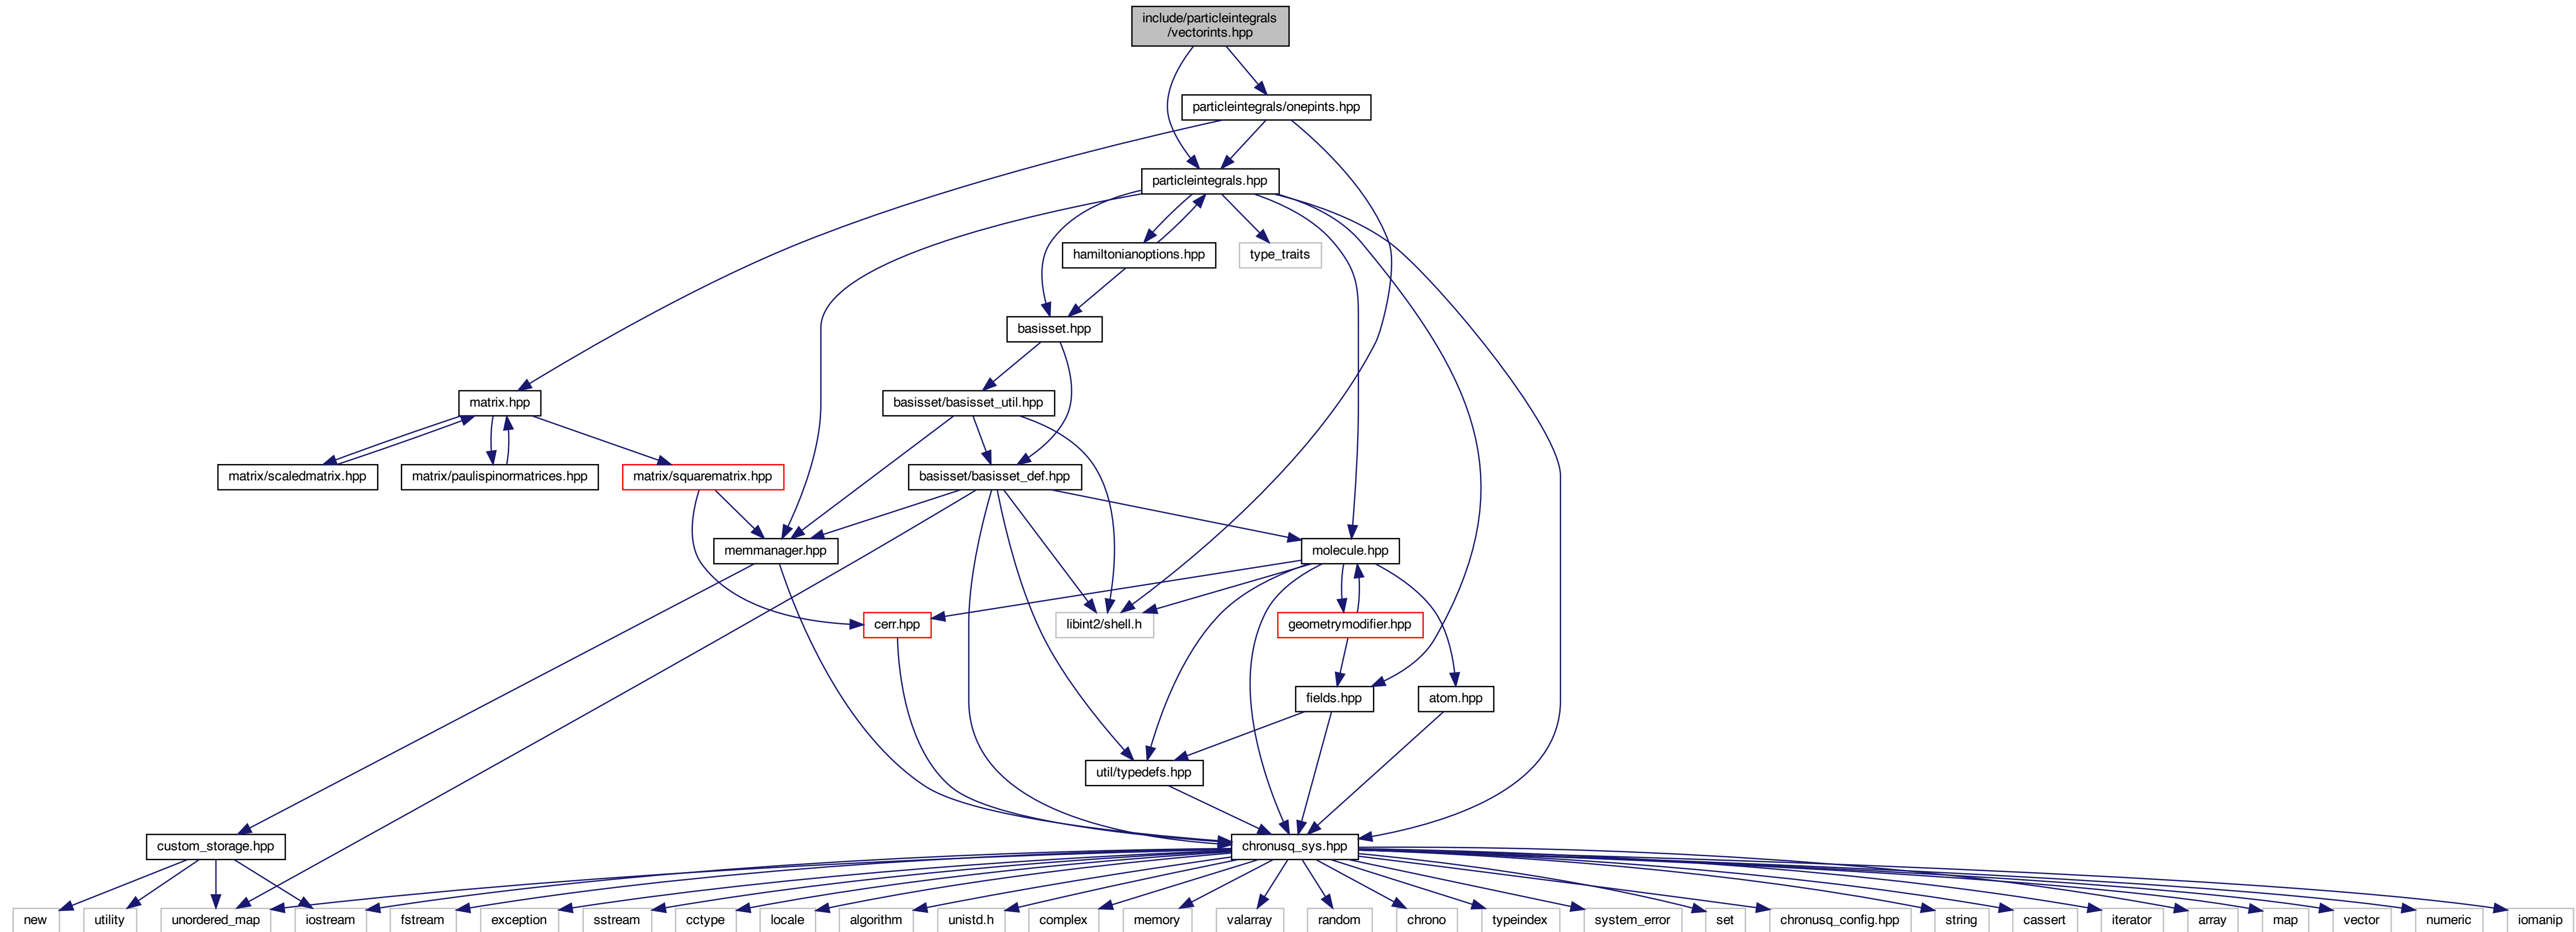 include/particleintegrals
/vectorints.hpp
particleintegrals/onepints.hpp
particleintegrals.hpp
hamiltonianoptions.hpp
type_traits
basisset.hpp
matrix.hpp
basisset/basisset_util.hpp
matrix/scaledmatrix.hpp
matrix/paulispinormatrices.hpp
matrix/squarematrix.hpp
basisset/basisset_def.hpp
memmanager.hpp
molecule.hpp
cerr.hpp
libint2/shell.h
geometrymodifier.hpp
fields.hpp
atom.hpp
util/typedefs.hpp
custom_storage.hpp
chronusq_sys.hpp
new
utility
unordered_map
iostream
fstream
exception
sstream
cctype
locale
algorithm
unistd.h
complex
memory
valarray
random
chrono
typeindex
system_error
set
chronusq_config.hpp
string
cassert
iterator
array
map
vector
numeric
iomanip